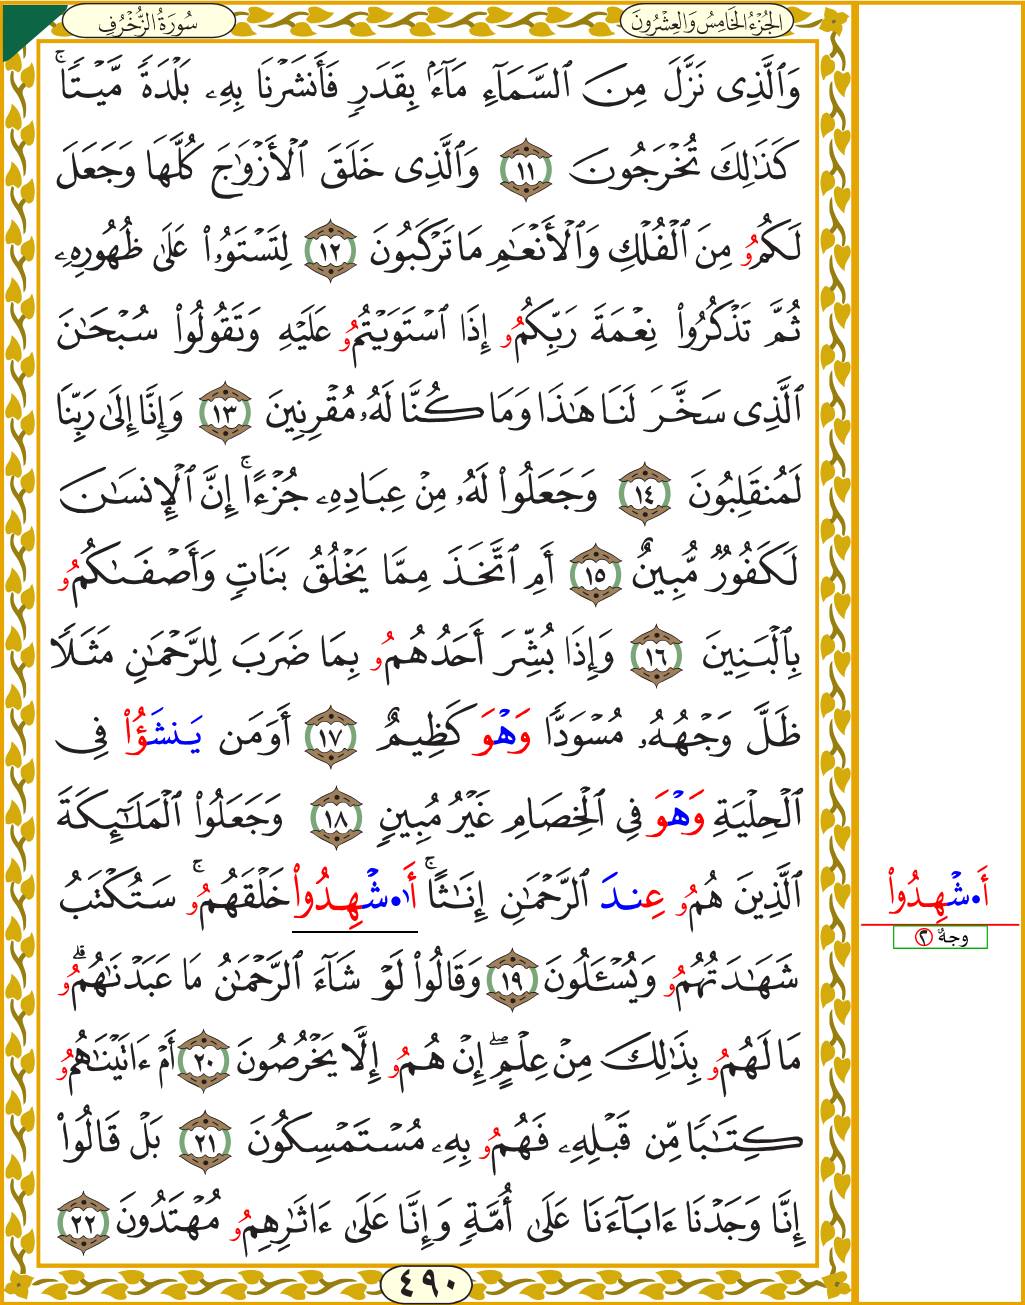 سُورَةُ الزُّخْرُفِ
الجُزْءُ الخَامِسُ وَالعِشْرُونَ
وَٱلَّذِى نَزَّلَ مِنَ ٱلسَّمَآءِ مَآءَۢ بِقَدَرٖ فَأَنشَرۡنَا بِهِۦ بَلۡدَةٗ مَّيۡتٗاۚ
كَذَٰلِكَ تُخۡرَجُونَ ١١ وَٱلَّذِى خَلَقَ ٱلۡأَزۡوَٰجَ كُلَّهَا وَجَعَلَ
لَكُمُۥ مِنَ ٱلۡفُلۡكِ وَٱلۡأَنۡعَٰمِ مَا تَرۡكَبُونَ ١٢ لِتَسۡتَوُۥاْ عَلَىٰ ظُهُورِهِۦ
ثُمَّ تَذۡكُرُواْ نِعۡمَةَ رَبِّكُمُۥ إِذَا ٱسۡتَوَيۡتُمُۥ عَلَيۡهِ وَتَقُولُواْ سُبۡحَٰنَ
ٱلَّذِى سَخَّرَ لَنَا هَٰذَا وَمَا كُنَّا لَهُۥ مُقۡرِنِينَ ١٣ وَإِنَّا إِلَىٰ رَبِّنَا
لَمُنقَلِبُونَ ١٤ وَجَعَلُواْ لَهُۥ مِنۡ عِبَادِهِۦ جُزۡءًاۚ إِنَّ ٱلۡإِنسَٰنَ
لَكَفُورٞ مُّبِينٌ ١٥ أَمِ ٱتَّخَذَ مِمَّا يَخۡلُقُ بَنَاتٖ وَأَصۡفَىٰكُمُۥ
بِٱلۡبَنِينَ ١٦ وَإِذَا بُشِّرَ أَحَدُهُمُۥ بِمَا ضَرَبَ لِلرَّحۡمَٰنِ مَثَلٗا
ظَلَّ وَجۡهُهُۥ مُسۡوَدّٗا وَهۡوَ كَظِيمٌ ١٧ أَوَمَن يَنشَؤُاْ فِى
ٱلۡحِلۡيَةِ وَهۡوَ فِى ٱلۡخِصَامِ غَيۡرُ مُبِينٖ ١٨ وَجَعَلُواْ ٱلۡمَلَٰٓئِكَةَ
ٱلَّذِينَ هُمُۥ عِندَ ٱلرَّحۡمَٰنِ إِنَٰثًاۚ أَا۬شۡهِدُواْ خَلۡقَهُمُۥۚ سَتُكۡتَبُ
شَهَٰدَتُهُمُۥ وَيُسۡـَٔلُونَ ١٩ وَقَالُواْ لَوۡ شَآءَ ٱلرَّحۡمَٰنُ مَا عَبَدۡنَٰهُمُۥۗ
مَا لَهُمُۥ بِذَٰلِكَ مِنۡ عِلۡمٍۖ إِنۡ هُمُۥ إِلَّا يَخۡرُصُونَ ٢٠ أَمۡ ءَاتَيۡنَٰهُمُۥ
كِتَٰبٗا مِّن قَبۡلِهِۦ فَهُمُۥ بِهِۦ مُسۡتَمۡسِكُونَ ٢١ بَلۡ قَالُواْ
إِنَّا وَجَدۡنَا ءَابَآءَنَا عَلَىٰ أُمَّةٖ وَإِنَّا عَلَىٰ ءَاثَٰرِهِمُۥ مُهۡتَدُونَ ٢٢
٤٩٠
أَ۬شۡهِدُواْ
وجهٌ ٢